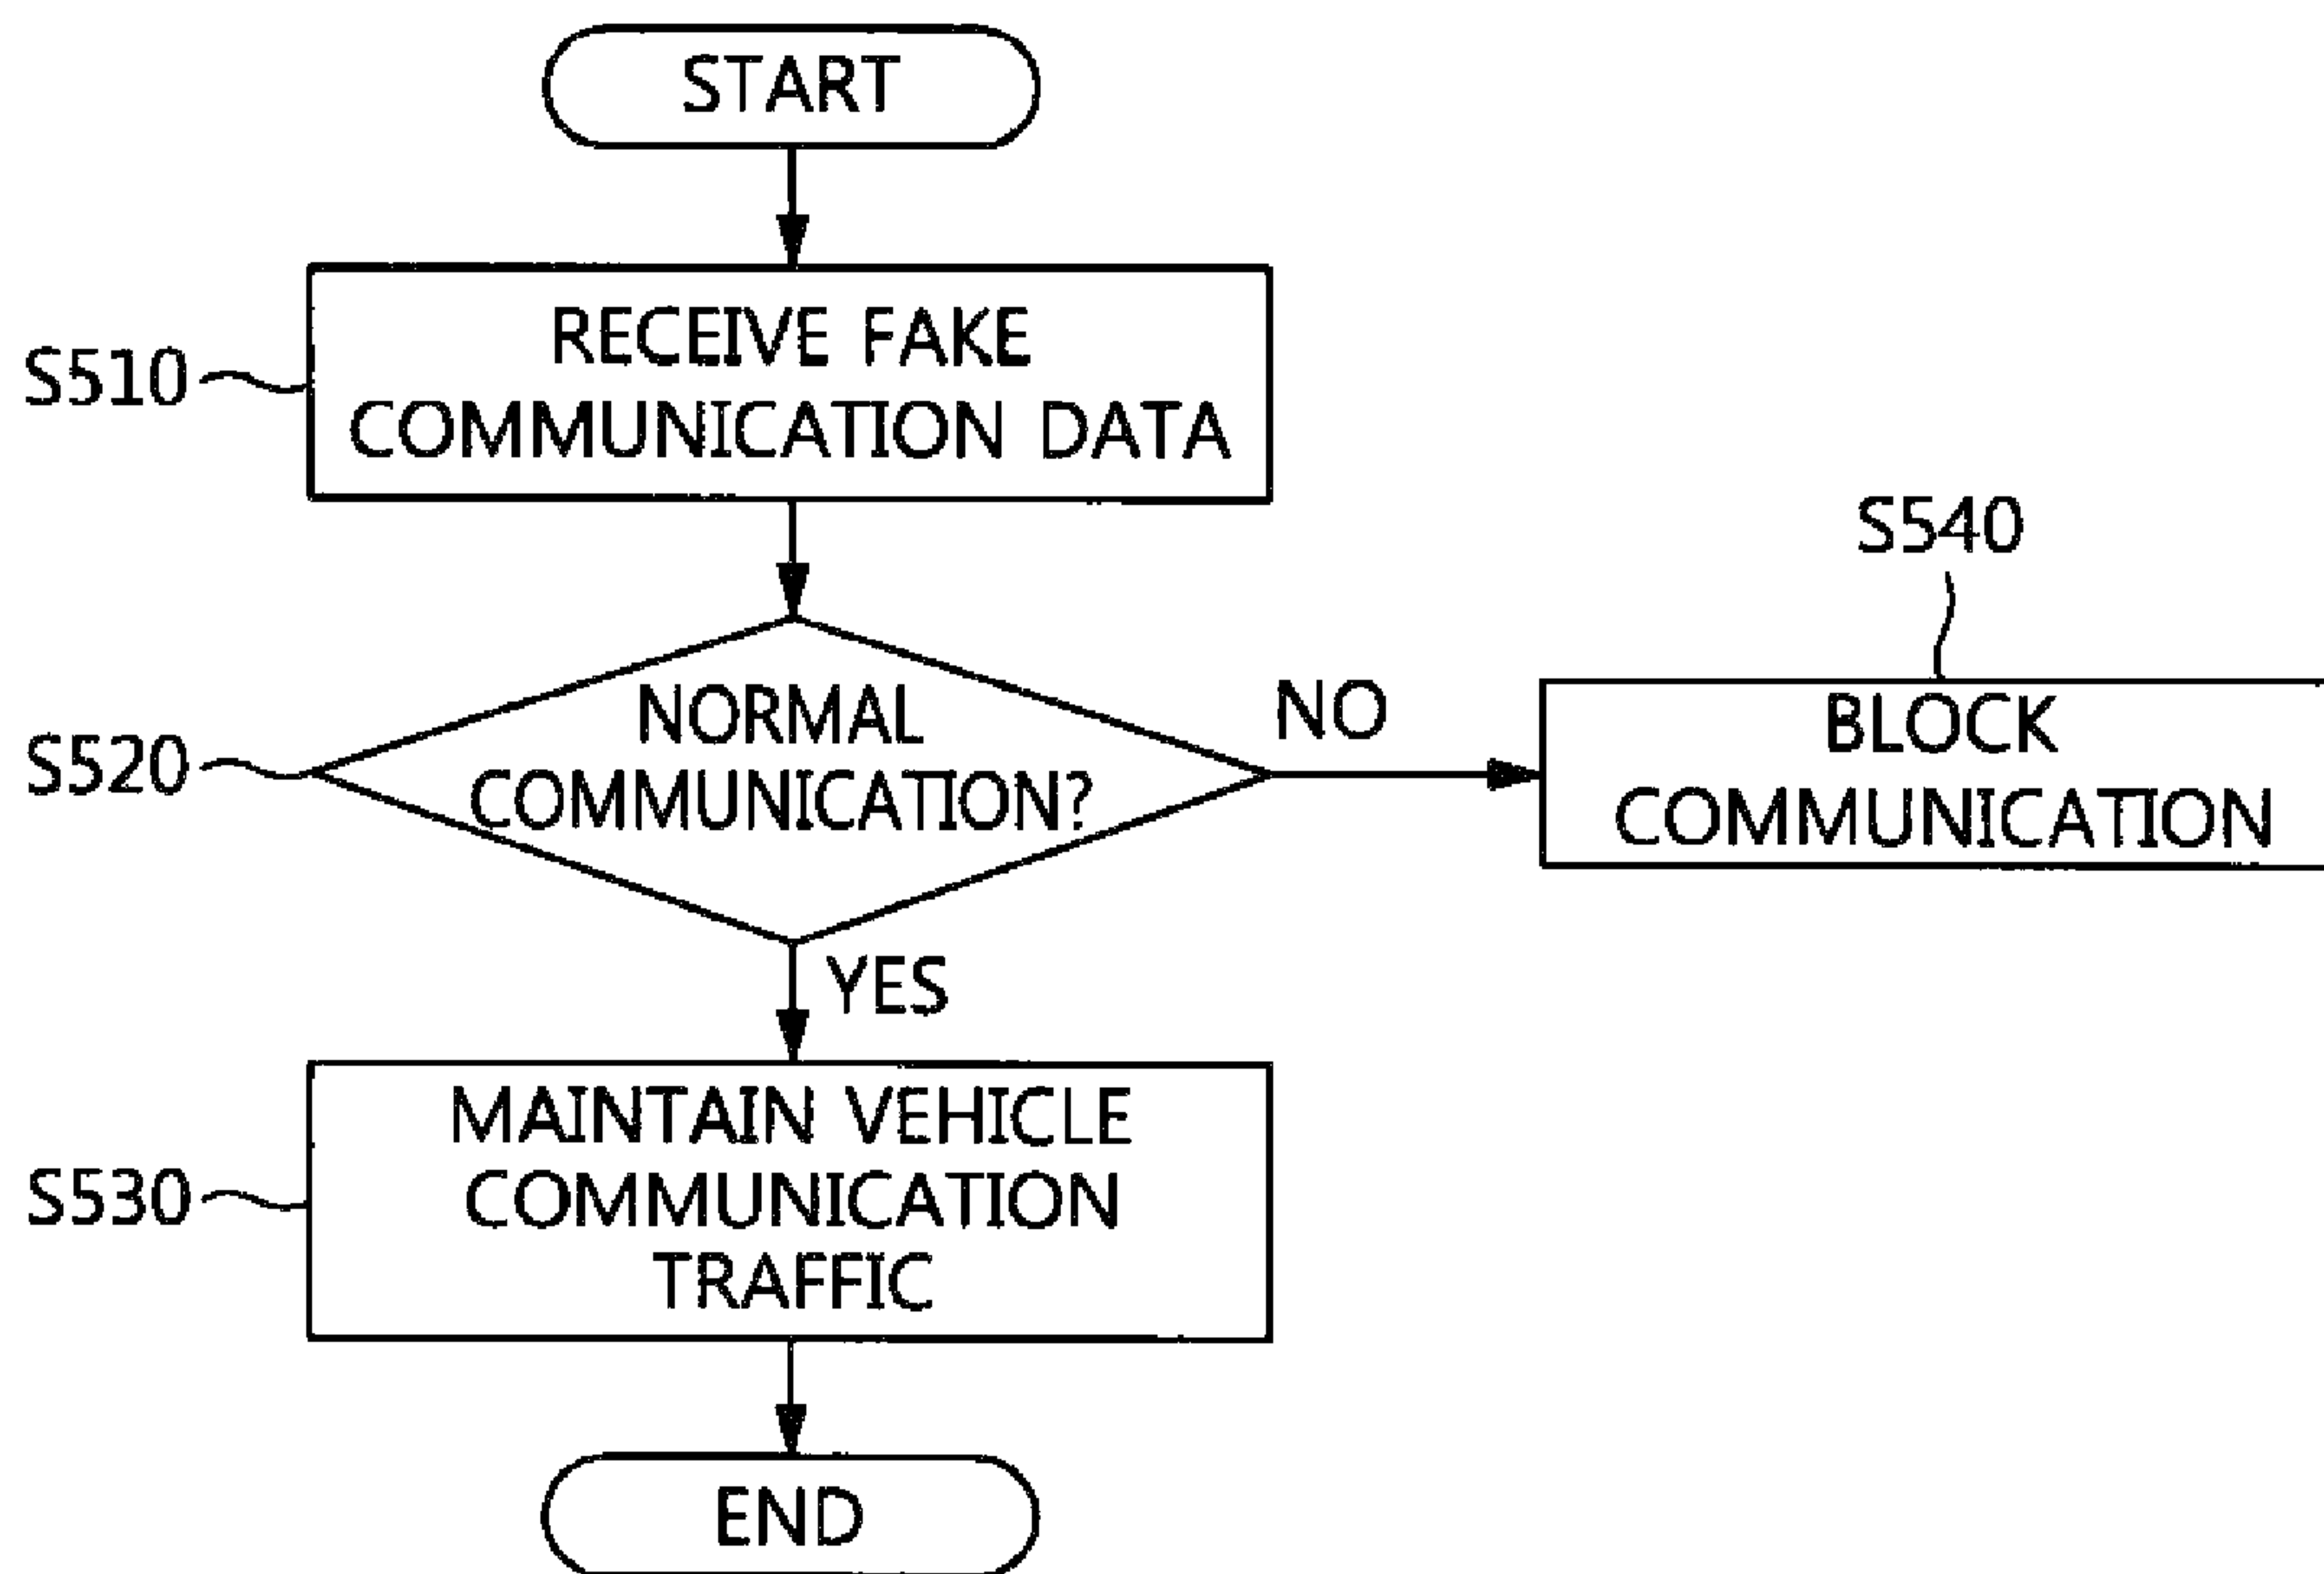 START
S510
RECEIVE FAKE
COMMUNICATION DATA
S520
NORMAL
COMMUNICATION?
NO
S540
BLOCK
COMMUNICATION
YES
S530
MAINTAIN VEHICLE
COMMUNICATION
TRAFFIC
END